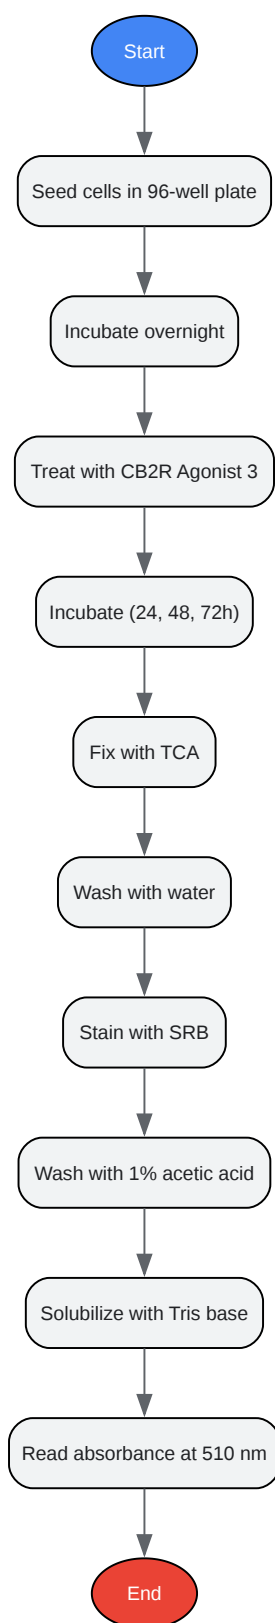 Start
Seed cells in 96-well plate
Incubate overnight
Treat with CB2R Agonist 3
Incubate (24, 48, 72h)
Fix with TCA
Wash with water
Stain with SRB
Wash with 1% acetic acid
Solubilize with Tris base
Read absorbance at 510 nm
End